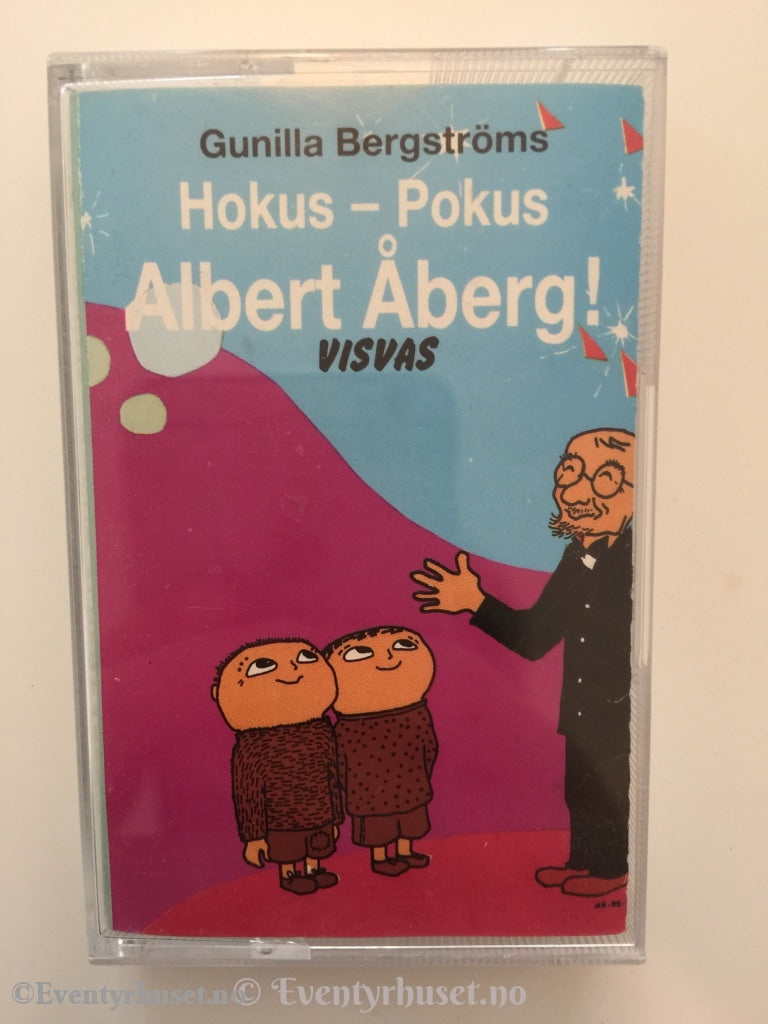 Gunilla Bergströms
Hokus – Pokus
Albert Åberg!
VISVAS
©Eventyrhuset.no
© Eventyrhuset.no